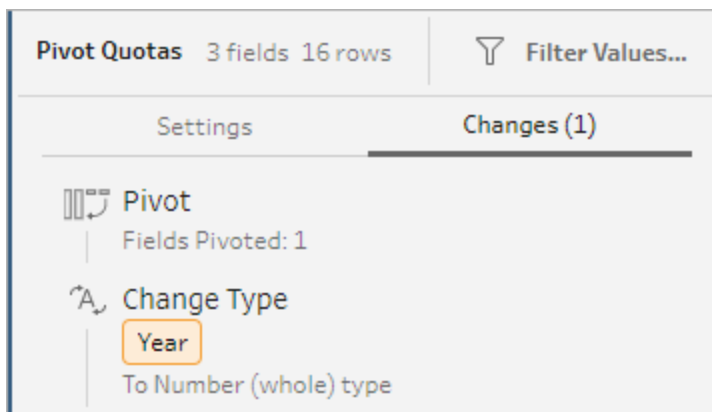 Pivot Quotas 3 fields 16 rows Filter Values...
Settings Changes (1)
Pivot
Fields Pivoted: 1
Change Type
Year
To Number (whole) type